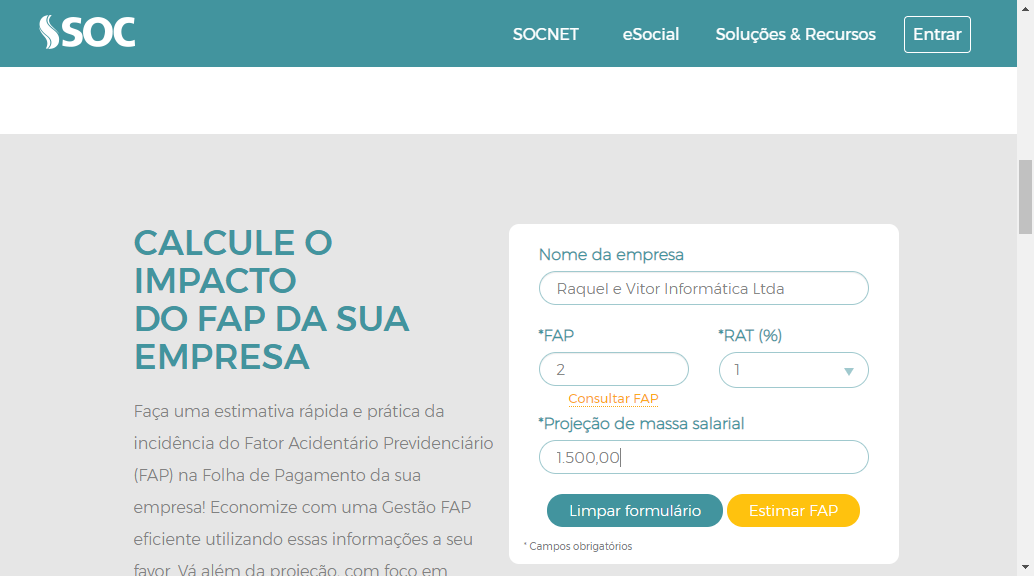 SOC
SOCNET eSocial Soluções & Recursos Entrar
CALCULE O
IMPACTO
DO FAP DA SUA
EMPRESA
Faça uma estimativa rápida e prática da
incidência do Fator Acidentário Previdenciário
(FAP) na Folha de Pagamento da sua
empresa! Economize com uma Gestão FAP
eficiente utilizando essas informações a seu
favor. Vá além da projeção, com foco em
Nome da empresa
Raquel e Vitor Informática Ltda
*FAP *RAT (%)
2 1
Consultar FAP
*Projeção de massa salarial
1.500,00
Limpar formulário Estimar FAP
* Campos obrigatórios